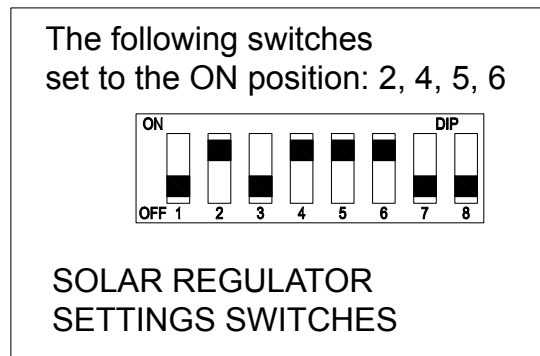 The following switches
set to the ON position: 2, 4, 5, 6
ON DIP
OFF 1 2 3 4 5 6 7 8
SOLAR REGULATOR
SETTINGS SWITCHES